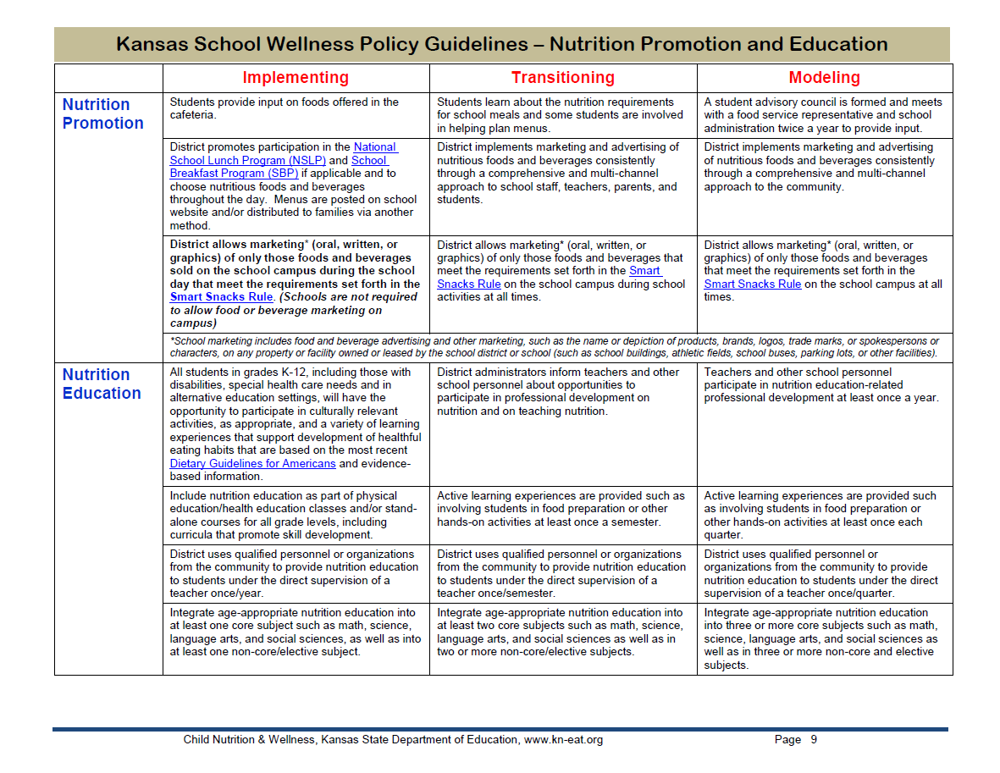 Kansas School Wellness Policy Guidelines – Nutrition Promotion and Education
Implementing
Transitioning
Modeling
Nutrition
Promotion
Students provide input on foods offered in the
cafeteria.
Students learn about the nutrition requirements
for school meals and some students are involved
in helping plan menus.
A student advisory council is formed and meets
with a food service representative and school
administration twice a year to provide input.
District promotes participation in the National
School Lunch Program (NSLP) and School
Breakfast Program (SBP) if applicable and to
choose nutritious foods and beverages
throughout the day.  Menus are posted on school
website and/or distributed to families via another
method.
District implements marketing and advertising of
nutritious foods and beverages consistently
through a comprehensive and multi-channel
approach to school staff, teachers, parents, and
students.
District implements marketing and advertising
of nutritious foods and beverages consistently
through a comprehensive and multi-channel
approach to the community.
District allows marketing* (oral, written, or
graphics) of only those foods and beverages
sold on the school campus during the school
day that meet the requirements set forth in the
Smart Snacks Rule. (Schools are not required
to allow food or beverage marketing on
campus)
District allows marketing* (oral, written, or
graphics) of only those foods and beverages that
meet the requirements set forth in the Smart
Snacks Rule on the school campus during school
activities at all times.
District allows marketing* (oral, written, or
graphics) of only those foods and beverages
that meet the requirements set forth in the
Smart Snacks Rule on the school campus at all
times.
*School marketing includes food and beverage advertising and other marketing, such as the name or depiction of products, brands, logos, trade marks, or spokespersons or
characters, on any property or facility owned or leased by the school district or school (such as school buildings, athletic fields, school buses, parking lots, or other facilities).
Nutrition
Education
All students in grades K-12, including those with
disabilities, special health care needs and in
alternative education settings, will have the
opportunity to participate in culturally relevant
activities, as appropriate, and a variety of learning
experiences that support development of healthful
eating habits that are based on the most recent
Dietary Guidelines for Americans and evidence-
based information.
District administrators inform teachers and other
school personnel about opportunities to
participate in professional development on
nutrition and on teaching nutrition.
Teachers and other school personnel
participate in nutrition education-related
professional development at least once a year.
Include nutrition education as part of physical
education/health education classes and/or stand-
alone courses for all grade levels, including
curricula that promote skill development.
Active learning experiences are provided such as
involving students in food preparation or other
hands-on activities at least once a semester.
Active learning experiences are provided such
as involving students in food preparation or
other hands-on activities at least once each
quarter.
District uses qualified personnel or organizations
from the community to provide nutrition education
to students under the direct supervision of a
teacher once/year.
District uses qualified personnel or organizations
from the community to provide nutrition education
to students under the direct supervision of a
teacher once/semester.
District uses qualified personnel or
organizations from the community to provide
nutrition education to students under the direct
supervision of a teacher once/quarter.
Integrate age-appropriate nutrition education into
at least one core subject such as math, science,
language arts, and social sciences, as well as into
at least one non-core/elective subject.
Integrate age-appropriate nutrition education into
at least two core subjects such as math, science,
language arts, and social sciences as well as in
two or more non-core/elective subjects.
Integrate age-appropriate nutrition education
into three or more core subjects such as math,
science, language arts, and social sciences as
well as in three or more non-core and elective
subjects.
Child Nutrition & Wellness, Kansas State Department of Education, www.kn-eat.org
Page 9